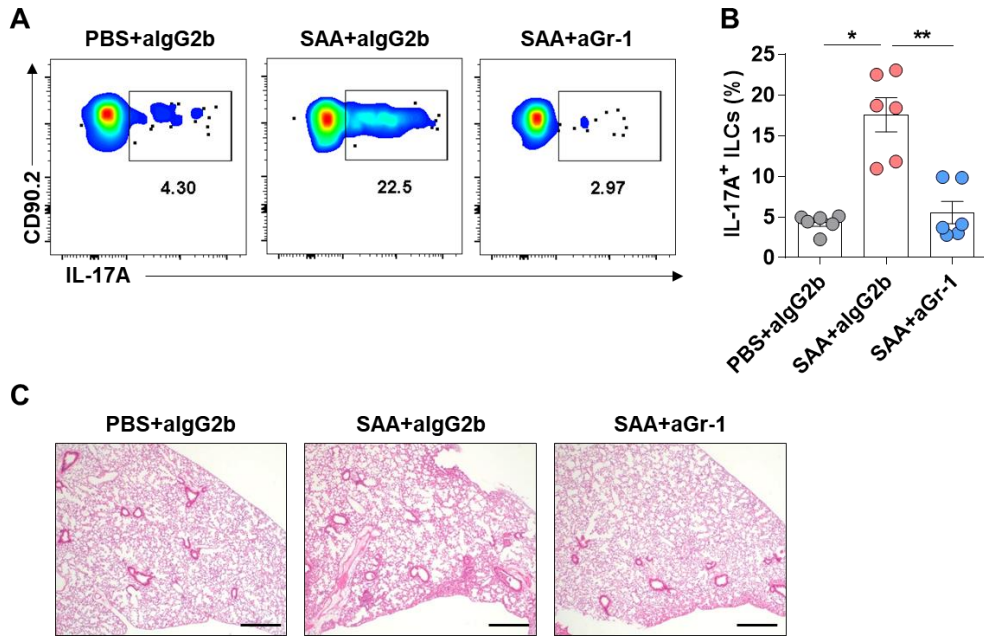 A
PBS+aIgG2b SAA+aIgG2b SAA+aGr-1
CD90.2
4.30 22.5 2.97
IL-17A
B
* **
IL-17A+ ILCs (%)
25
20
15
10
5
0
PBS+aIgG2b
SAA+aIgG2b
SAA+aGr-1
C
PBS+aIgG2b SAA+aIgG2b SAA+aGr-1